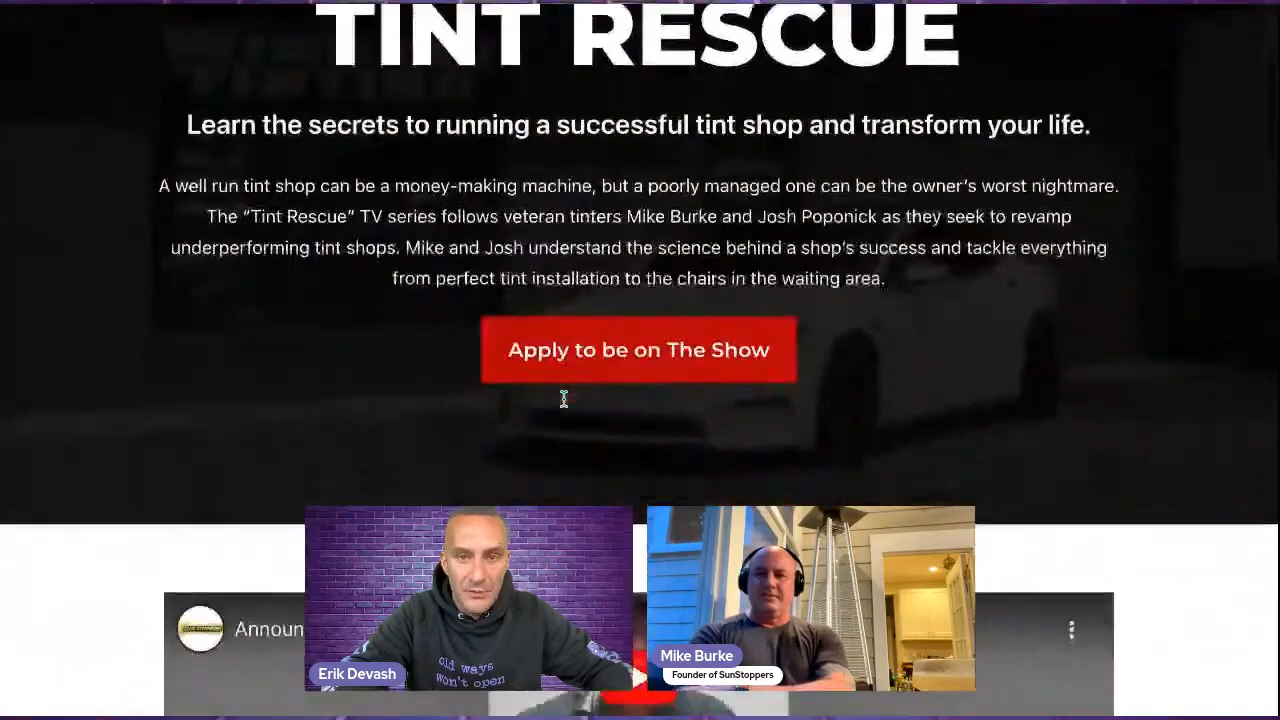 TINT RESCUE
Learn the secrets to running a successful tint shop and transform your life.
A well run tint shop can be a money-making machine, but a poorly managed one can be the owner’s worst nightmare.
The “Tint Rescue” TV series follows veteran tinters Mike Burke and Josh Poponick as they seek to revamp
underperforming tint shops. Mike and Josh understand the science behind a shop’s success and tackle everything
from perfect tint installation to the chairs in the waiting area.
Apply to be on The Show
Announ
old ways
won't open
Erik Devash
Mike Burke
Founder of SunStoppers